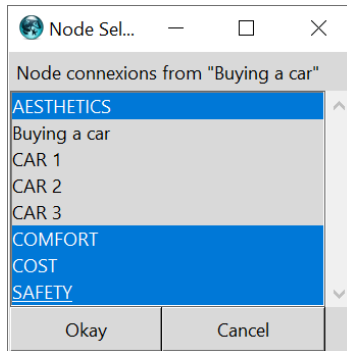 Node Sel...
Node connexions from "Buying a car"
AESTHETICS
Buying a car
CAR 1
CAR 2
CAR 3
COMFORT
COST
SAFETY
Okay Cancel